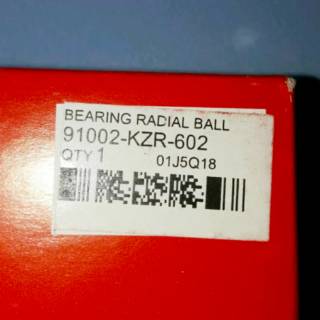 BEARING RADIAL BALL
91002-KZR-602
QTY 1 01J5Q18